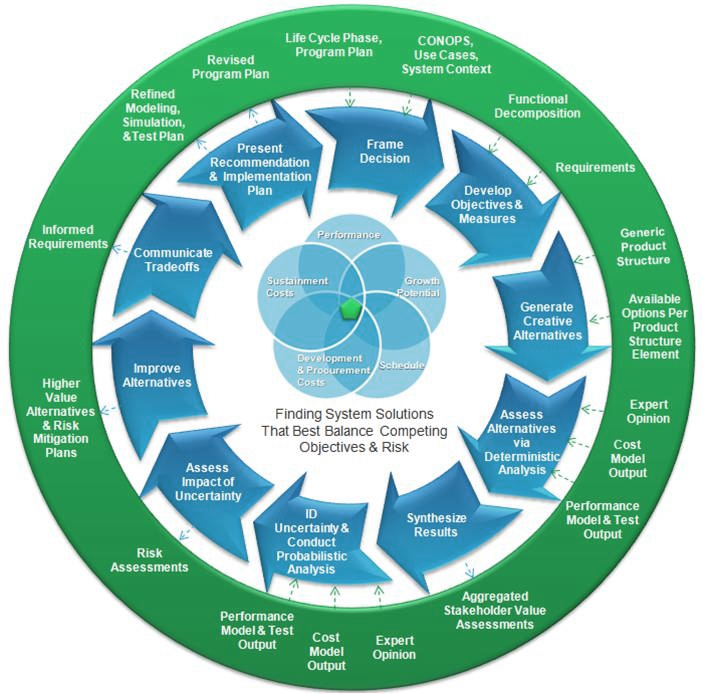 Life Cycle Phase,
Program Plan
CONOPS,
Use Cases,
System Context
Functional
Decomposition
Requirements
Generic
Product
Structure
Available
Options Per
Product
Structure
Element
Expert
Opinion
Cost
Model
Output
Performance
Model & Test
Output
Aggregated
Stakeholder Value
Assessments
Expert
Opinion
Cost
Model
Output
Performance
Model & Test
Output
Risk
Assessments
Higher
Value
Alternatives
& Risk
Mitigation
Plans
Informed
Requirements
Refined
Modeling,
Simulation,
&Test Plan
Revised
Program Plan
Frame
Decision
Develop
Objectives &
Measures
Generate
Creative
Alternatives
Assess
Alternatives
via
Deterministic
Analysis
Synthesize
Results
ID
Uncertainty &
Conduct
Probabilistic
Analysis
Assess
Impact of
Uncertainty
Improve
Alternatives
Communicate
Tradeoffs
Present
Recommendation
& Implementation
Plan
Performance
Growth
Potential
Schedule
Development
& Procurement
Costs
Sustainment
Costs
Finding System Solutions
That Best Balance Competing
Objectives & Risk